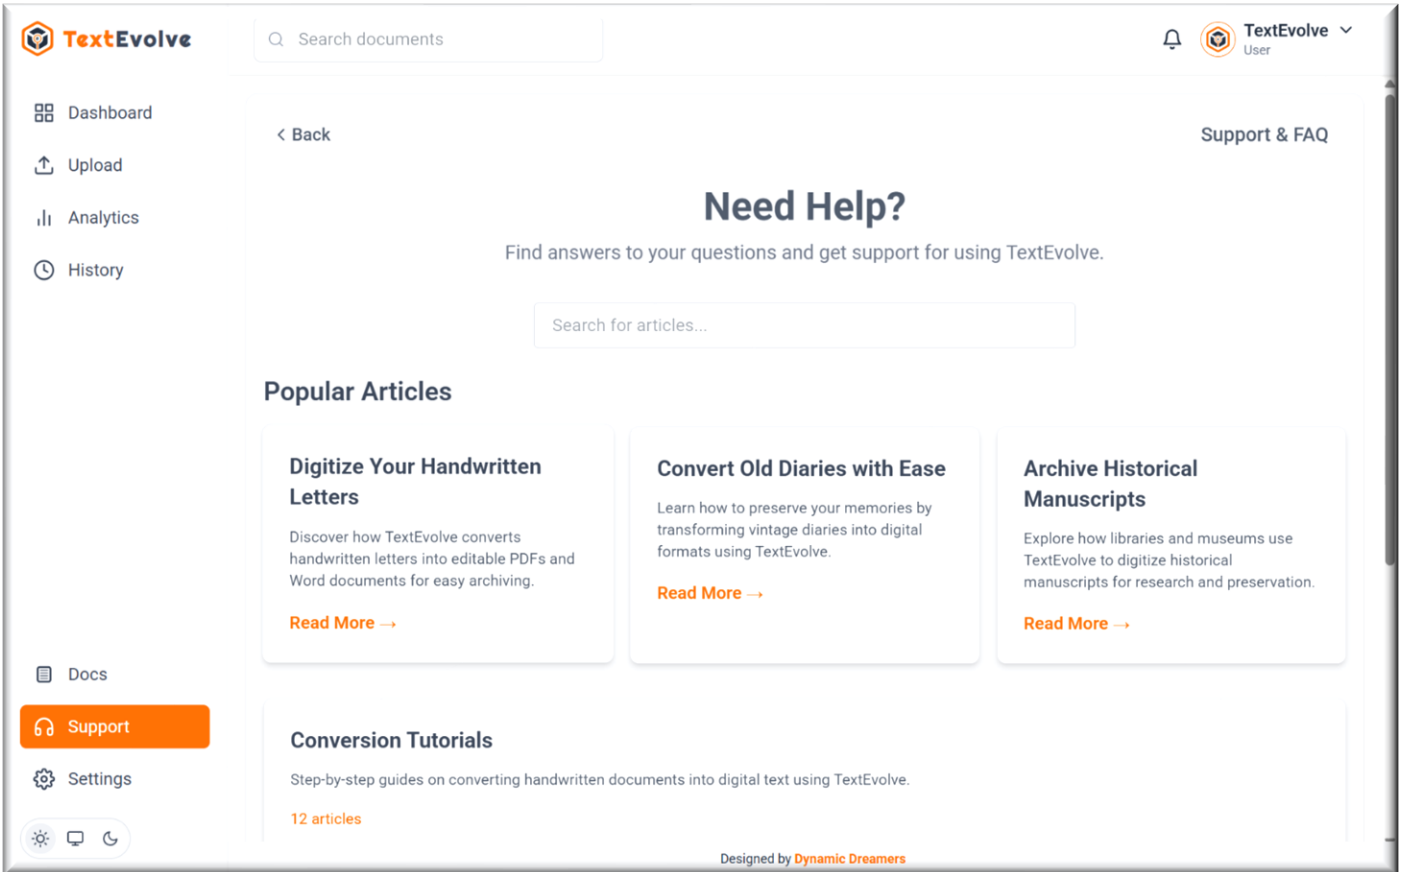 TextEvolve
Search documents
TextEvolve
User
Dashboard
Upload
Analytics
History
Docs
Support
Settings
Back
Support & FAQ
Need Help?
Find answers to your questions and get support for using TextEvolve.
Search for articles...
Popular Articles
Digitize Your Handwritten
Letters
Discover how TextEvolve converts
handwritten letters into editable PDFs and
Word documents for easy archiving.
Read More →
Convert Old Diaries with Ease
Learn how to preserve your memories by
transforming vintage diaries into digital
formats using TextEvolve.
Read More →
Archive Historical
Manuscripts
Explore how libraries and museums use
TextEvolve to digitize historical
manuscripts for research and preservation.
Read More →
Conversion Tutorials
Step-by-step guides on converting handwritten documents into digital text using TextEvolve.
12 articles
Designed by Dynamic Dreamers